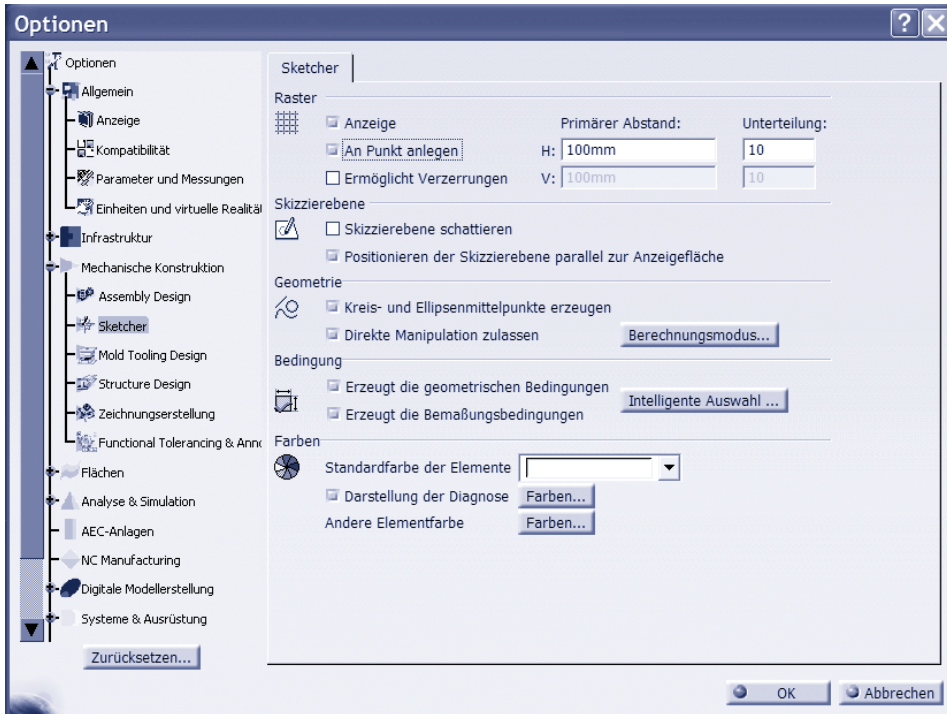 Optionen
Optionen
Allgemein
Anzeige
Kompatibilität
Parameter und Messungen
Einheiten und virtuelle Realitä
Infrastruktur
Mechanische Konstruktion
Assembly Design
Sketcher
Mold Tooling Design
Structure Design
Zeichnungserstellung
Functional Tolerancing & Anno
Flächen
Analyse & Simulation
AEC-Anlagen
NC Manufacturing
Digitale Modellerstellung
Systeme & Ausrüstung
Zurücksetzen...
Sketcher
Raster
Anzeige Primärer Abstand: Unterteilung:
An Punkt anlegen H: 100mm 10
Ermöglicht Verzerrungen V: 100mm 10
Skizzierebene
Skizzierebene schattieren
Positionieren der Skizzierebene parallel zur Anzeigefläche
Geometrie
Kreis- und Ellipsenmittelpunkte erzeugen
Direkte Manipulation zulassen Berechnungsmodus...
Bedingung
Erzeugt die geometrischen Bedingungen
Intelligente Auswahl ...
Erzeugt die Bemaßungsbedingungen
Farben
Standardfarbe der Elemente
Darstellung der Diagnose Farben...
Andere Elementfarbe Farben...
OK Abbrechen